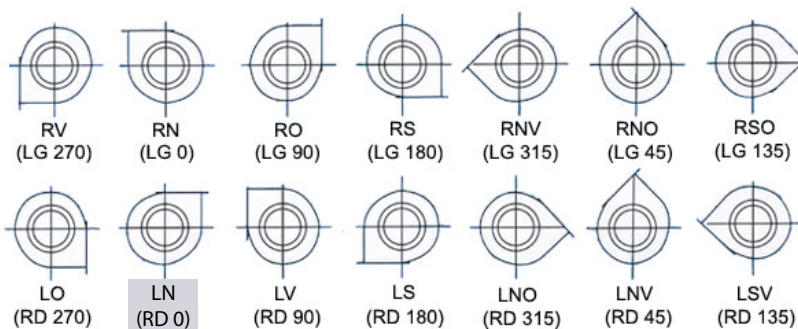 RV RN RO RS RNV RNO RSO
(LG 270) (LG 0) (LG 90) (LG 180) (LG 315) (LG 45) (LG 135)
LO LN LV LS LNO LNV LSV
(RD 270) (RD 0) (RD 90) (RD 180) (RD 315) (RD 45) (RD 135)